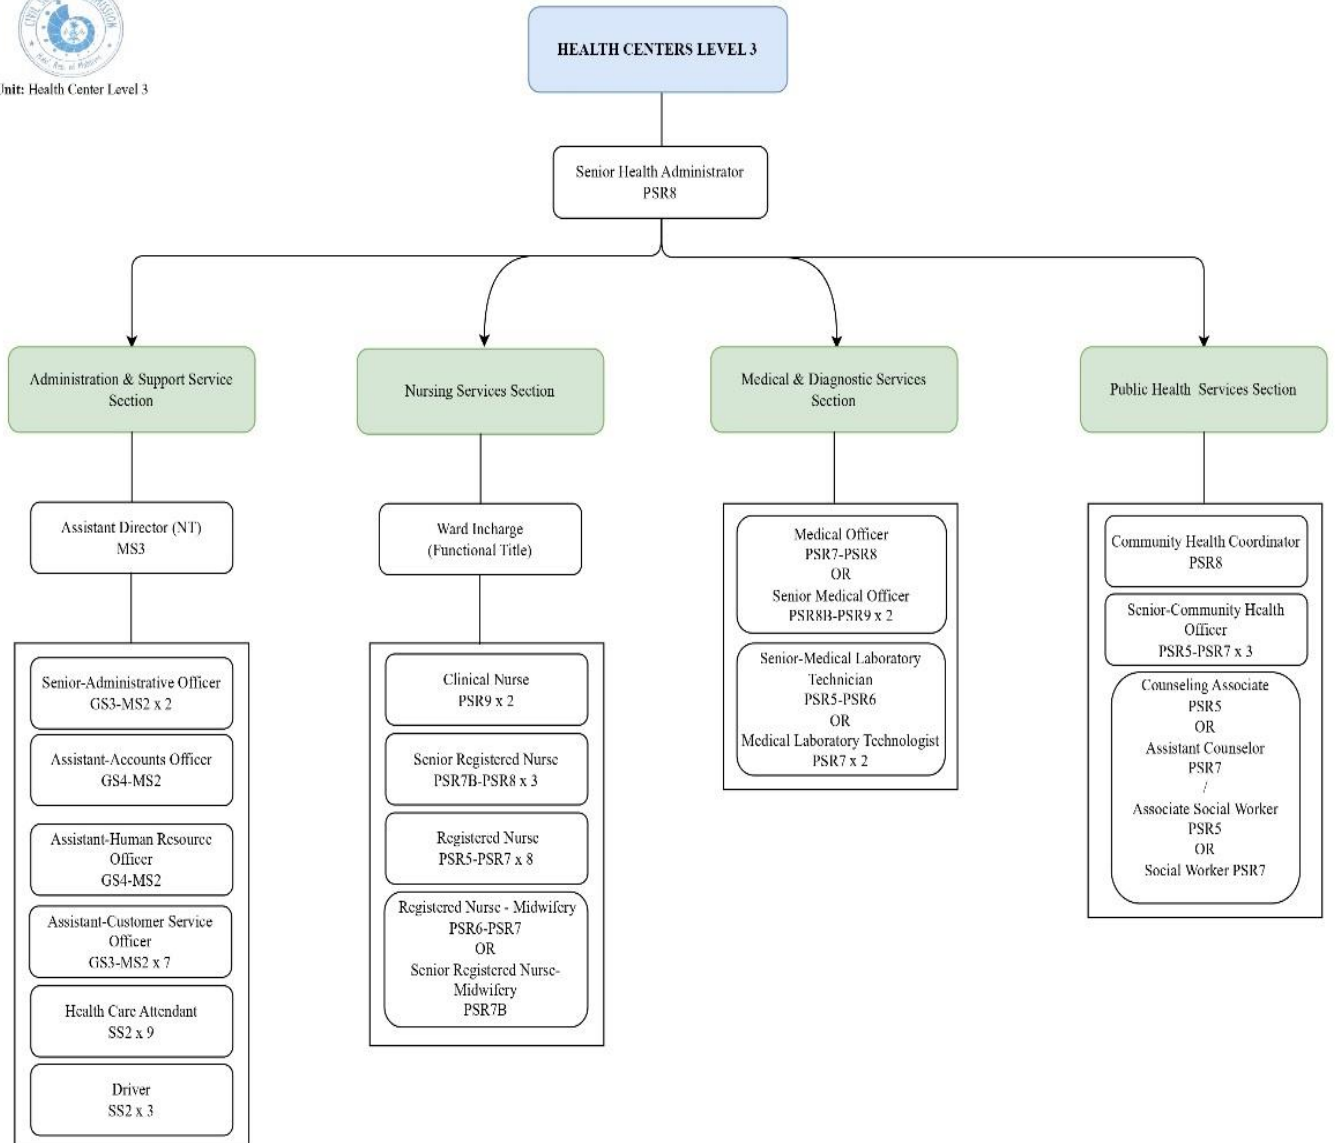 Unit: Health Center Level 3
HEALTH CENTERS LEVEL 3
Senior Health Administrator
PSR8
Administration & Support Service
Section
Assistant Director (NT)
MS3
Senior-Administrative Officer
GS3-MS2 x 2
Assistant-Accounts Officer
GS4-MS2
Assistant-Human Resource
Officer
GS4-MS2
Assistant-Customer Service
Officer
GS3-MS2 x 7
Health Care Attendant
SS2 x 9
Driver
SS2 x 3
Nursing Services Section
Ward Incharge
(Functional Title)
Clinical Nurse
PSR9 x 2
Senior Registered Nurse
PSR7B-PSR8 x 3
Registered Nurse
PSR5-PSR7 x 8
Registered Nurse - Midwifery
PSR6-PSR7
OR
Senior Registered Nurse-
Midwifery
PSR7B
Medical & Diagnostic Services
Section
Medical Officer
PSR7-PSR8
OR
Senior Medical Officer
PSR8B-PSR9 x 2
Senior-Medical Laboratory
Technician
PSR5-PSR6
OR
Medical Laboratory Technologist
PSR7 x 2
Public Health Services Section
Community Health Coordinator
PSR8
Senior-Community Health
Officer
PSR5-PSR7 x 3
Counseling Associate
PSR5
OR
Assistant Counselor
PSR7
/
Associate Social Worker
PSR5
OR
Social Worker PSR7